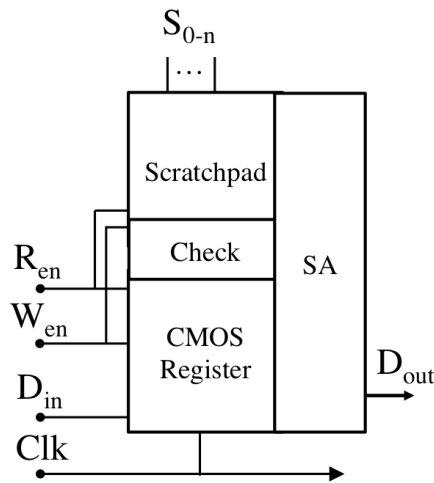 S0-n
...
Scratchpad
Ren
Check
SA
Wen
CMOS
Register
Dout
Din
Clk